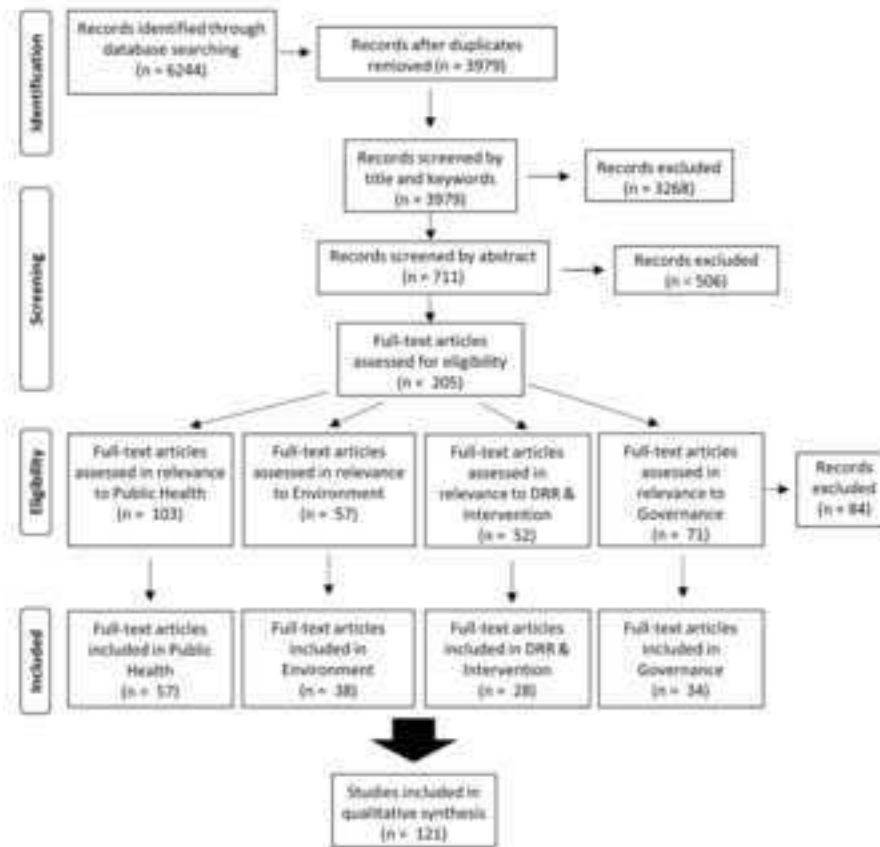 Identification
Records identified through
database searching
(n = 6244)
Records after duplicates
removed (n = 3979)
Records screened by
title and keywords
(n = 3979)
Records excluded
(n = 3268)
Screening
Records screened by abstract
(n = 711)
Records excluded
(n = 506)
Full-text articles
assessed for eligibility
(n = 205)
Eligibility
Full-text articles
assessed in relevance
to Public Health
(n = 103)
Full-text articles
assessed in relevance
to Environment
(n = 57)
Full-text articles
assessed in
relevance to DRR &
Intervention
(n = 52)
Full-text articles
assessed in
relevance to
Governance
(n = 71)
Records
excluded
(n = 84)
Included
Full-text articles
included in Public
Health
(n = 57)
Full-text articles
included in
Environment
(n = 38)
Full-text articles
included in DRR &
Intervention
(n = 28)
Full-text articles
included in
Governance
(n = 34)
Studies included in
qualitative synthesis
(n = 121)